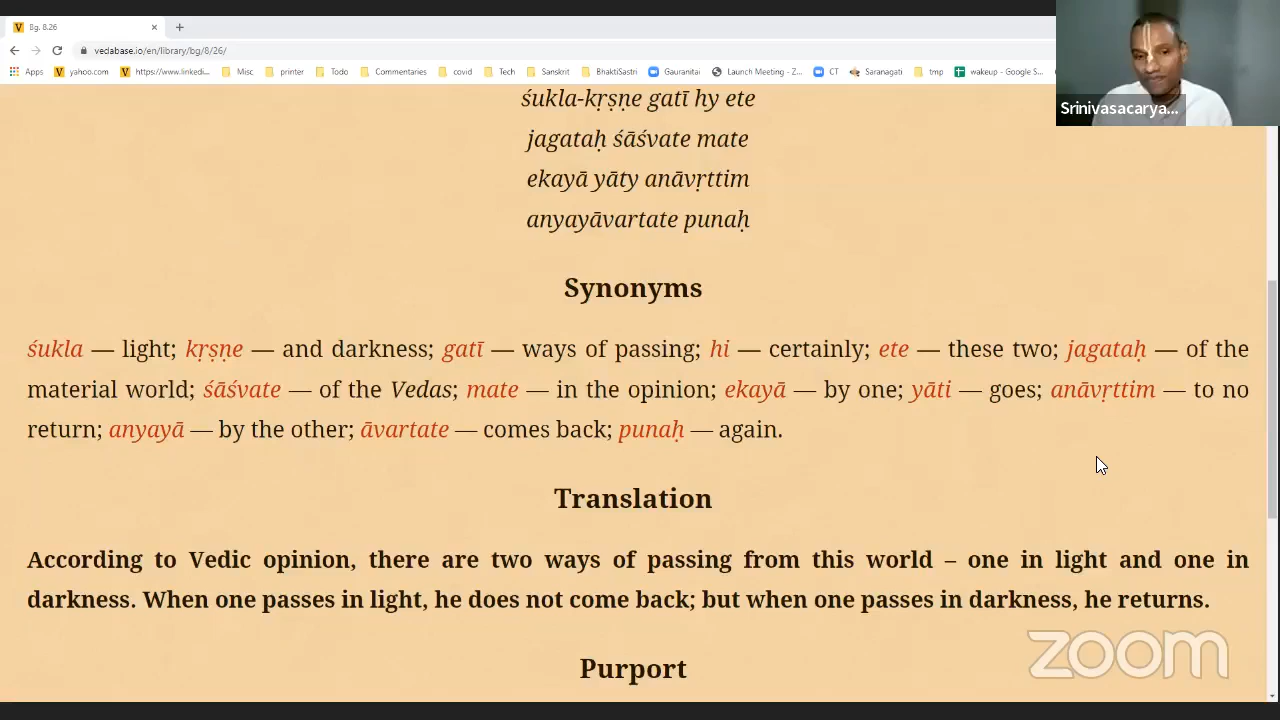 Bg. 8.26
vedabase.io/en/library/bg/8/26/
Apps yahoo.com https://www.linkedi... Misc printer Todo Commentaries covid Tech Sanskrit BhaktiSastri Gauranitai Launch Meeting - Z... CT Saranagati tmp wakeup - Google S...
Srinivasacarya...
śukla-kṛṣṇe gatī hy ete
jagataḥ śāśvate mate
ekayā yāty anāvṛttim
anyayāvartate punaḥ
Synonyms
śukla — light; kṛṣṇe — and darkness; gatī — ways of passing; hi — certainly; ete — these two; jagataḥ — of the
material world; śāśvate — of the Vedas; mate — in the opinion; ekayā — by one; yāti — goes; anāvṛttim — to no
return; anyayā — by the other; āvartate — comes back; punaḥ — again.
Translation
According to Vedic opinion, there are two ways of passing from this world – one in light and one in
darkness. When one passes in light, he does not come back; but when one passes in darkness, he returns.
Purport
zoom